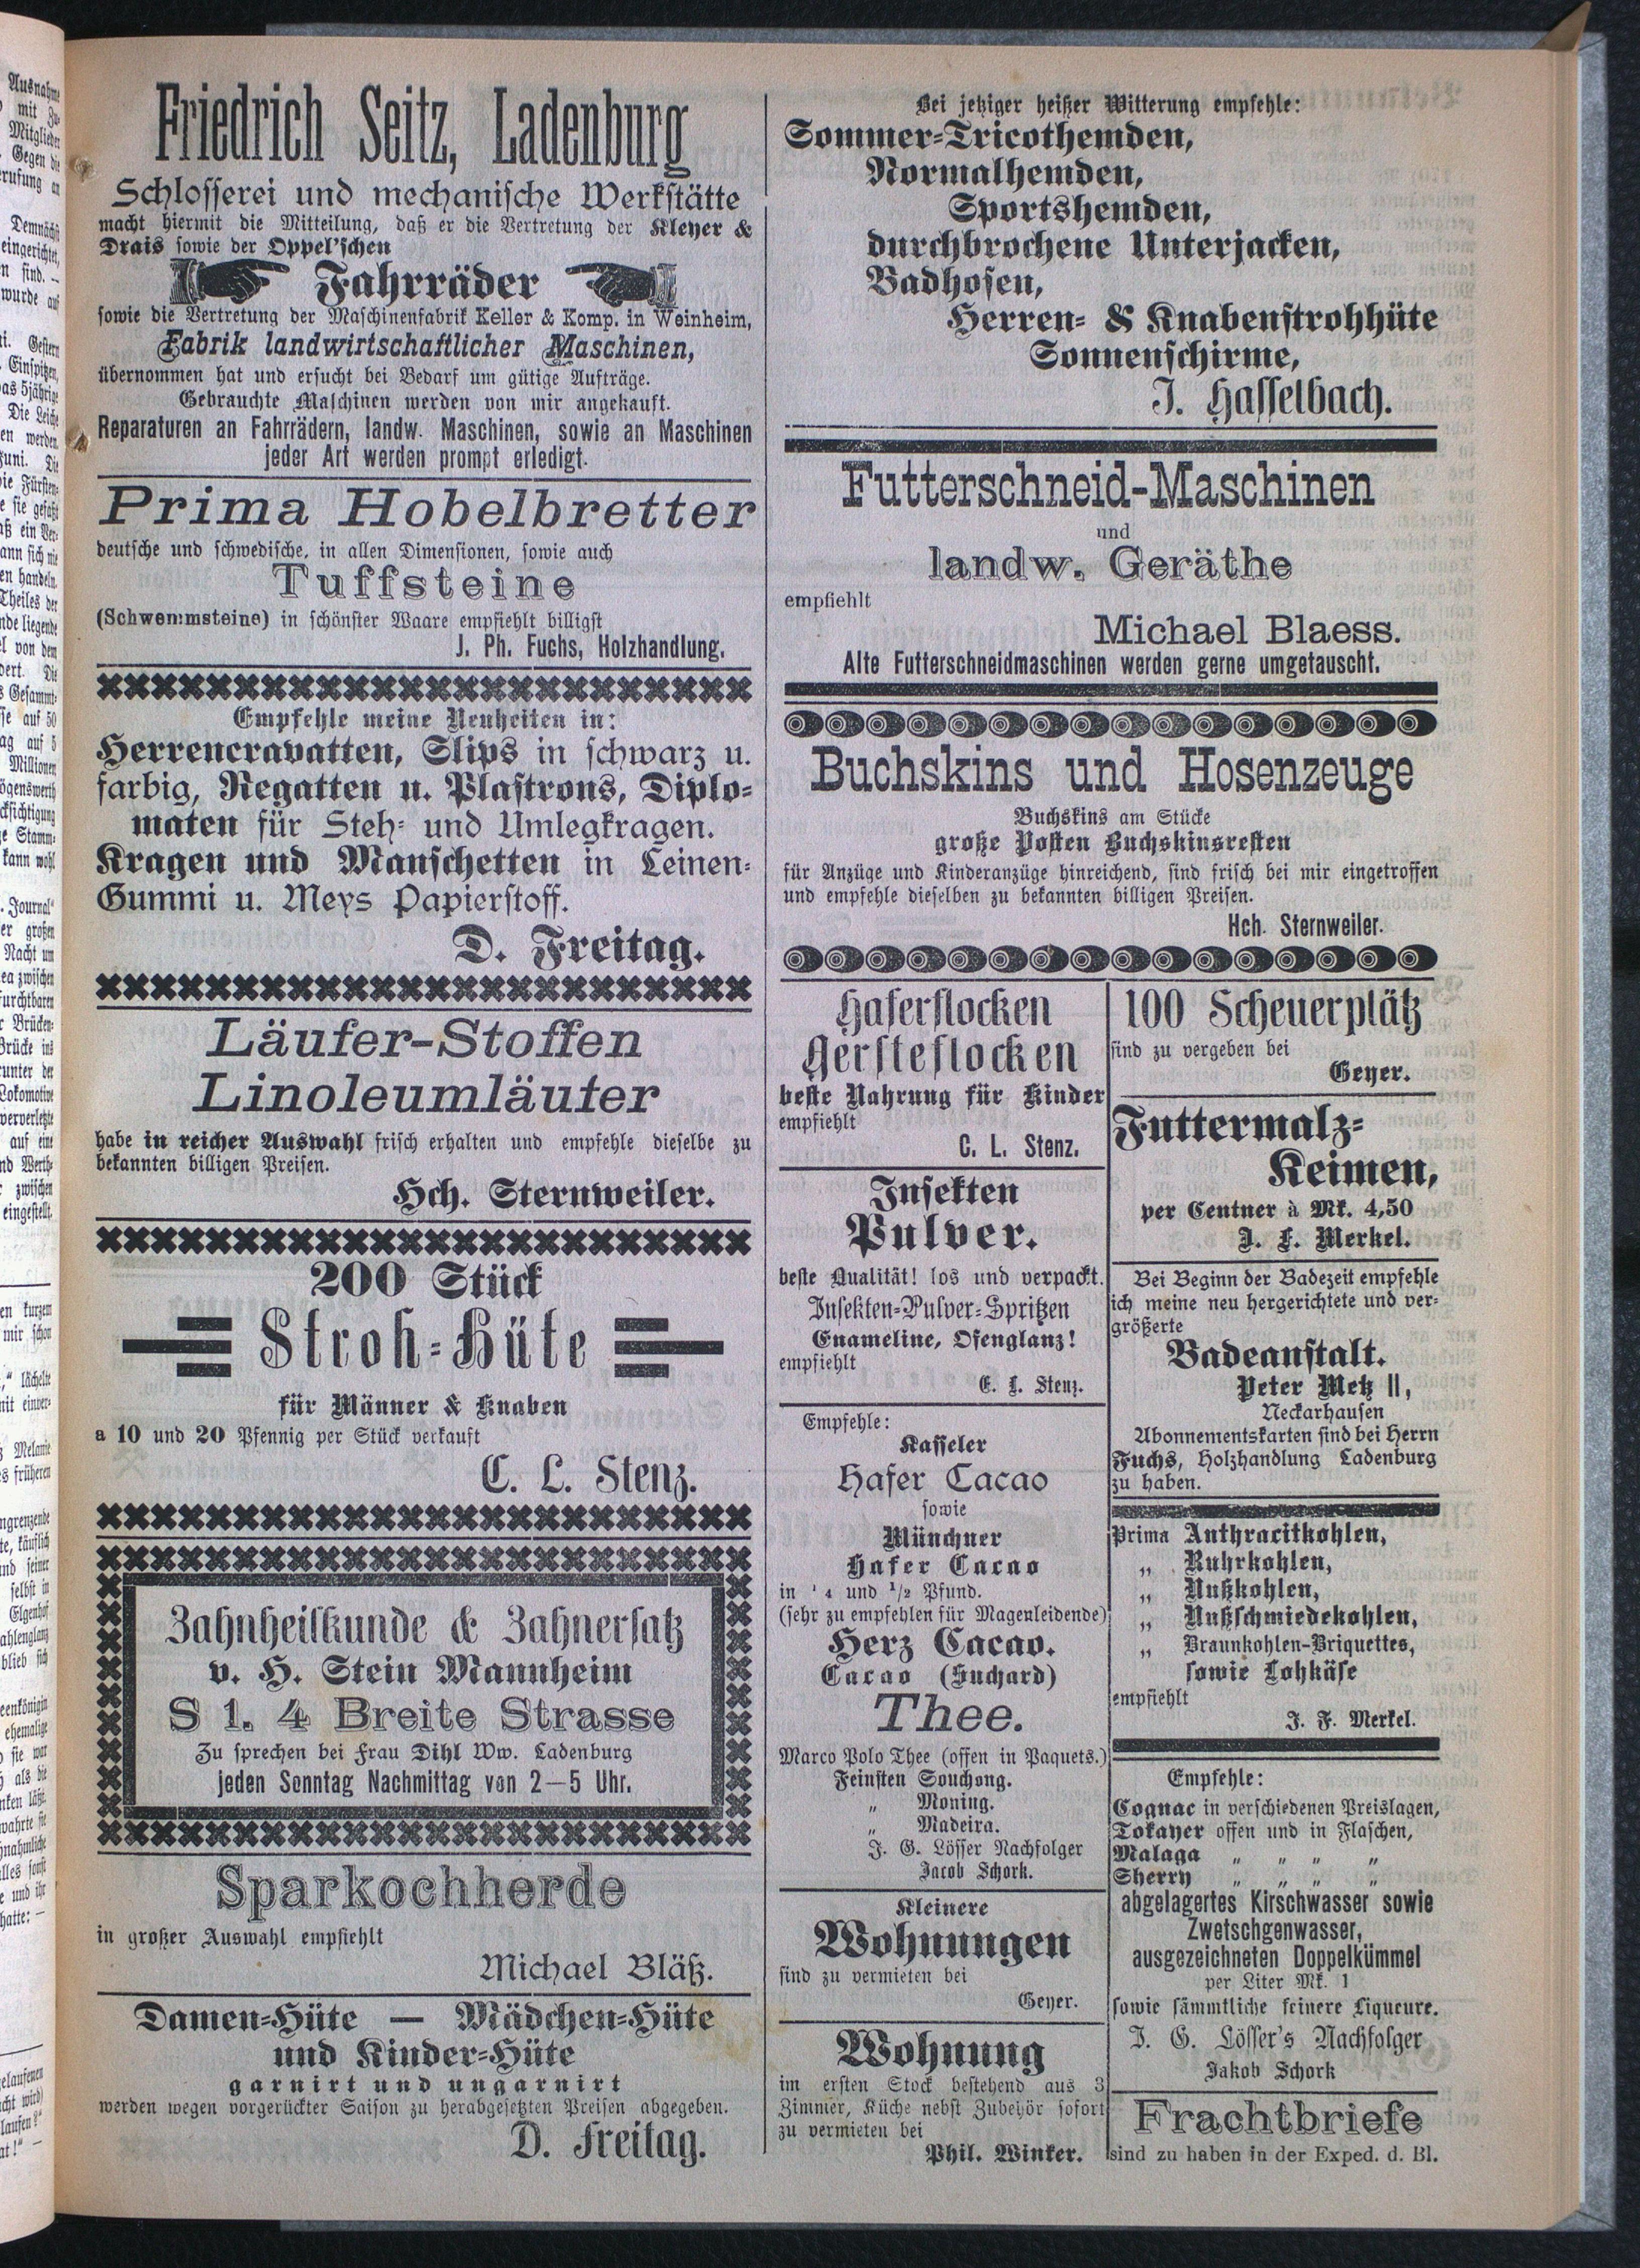 Friedrich Seitz, Ladenburg
Schlosserei und mechanische Werkstätte
macht hiermit die Mitteilung, daß er die Vertretung der Kleyer &
Drais sowie der Oppel'schen
Fahrräder
sowie die Vertretung der Maschinenfabrik Keller & Komp. in Weinheim,
Fabrik landwirtschaftlicher Maschinen,
übernommen hat und ersucht bei Bedarf um gütige Aufträge.
Gebrauchte Maschinen werden von mir angekauft.
Reparaturen an Fahrrädern, landw. Maschinen, sowie an Maschinen
jeder Art werden prompt erledigt.
Prima Hobelbretter
deutsche und schwedische, in allen Dimensionen, sowie auch
Tuffsteine
(Schwemmsteine) in schönster Waare empfiehlt billigst
J. Ph. Fuchs, Holzhandlung.
Empfehle meine Neuheiten in:
Herrencravatten, Slips in schwarz u.
farbig, Regatten u. Plastrons, Diplo-
maten für Steh- und Umlegkragen.
Kragen und Manschetten in Leinen-
Gummi u. Meys Papierstoff.
D. Freitag.
Läufer-Stoffen
Linoleumläufer
habe in reicher Auswahl frisch erhalten und empfehle dieselbe zu
bekannten billigen Preisen.
Hch. Sternweiler.
200 Stück
Stroh-Hüte
für Männer & Knaben
a 10 und 20 Pfennig per Stück verkauft
C. L. Stenz.
Zahnheilkunde & Zahnersatz
v. H. Stein Mannheim
S 1. 4 Breite Strasse
Zu sprechen bei Frau Dihl Ww. Ladenburg
jeden Sonntag Nachmittag von 2—5 Uhr.
Sparkochherde
in großer Auswahl empfiehlt
Michael Bläß.
Damen-Hüte — Mädchen-Hüte
und Kinder-Hüte
garnirt und ungarnirt
werden wegen vorgerückter Saison zu herabgesetzten Preisen abgegeben.
D. Freitag.
Bei jetziger heißer Witterung empfehle:
Sommer-Tricothemden,
Normalhemden,
Sportshemden,
durchbrochene Unterjacken,
Badhosen,
Herren- & Knabenstrohhüte
Sonnenschirme,
J. Hasselbach.
Futterschneid-Maschinen
und
landw. Geräthe
empfiehlt
Michael Blaess.
Alte Futterschneidmaschinen werden gerne umgetauscht.
Buchskins und Hosenzeuge
Buchskins am Stücke
große Posten Buchskinsresten
für Anzüge und Kinderanzüge hinreichend, sind frisch bei mir eingetroffen
und empfehle dieselben zu bekannten billigen Preisen.
Hch. Sternweiler.
Haferflocken
Gersteflocken
beste Nahrung für Kinder
empfiehlt
C. L. Stenz.
Insekten
Pulver.
beste Qualität! los und verpackt.
Insekten-Pulver-Spritzen
Enameline, Ofenglanz!
empfiehlt
C. L. Stenz.
Empfehle:
Kasseler
Hafer Cacao
sowie
Münchner
Hafer Cacao
in 1/4 und 1/2 Pfund.
(sehr zu empfehlen für Magenleidende)
Herz Cacao.
Cacao (Suchard)
Thee.
Marco Polo Thee (offen in Paquets.)
Feinsten Souchong.
„ Moning.
„ Madeira.
J. G. Lösser Nachfolger
Jacob Schork.
Kleinere
Wohnungen
sind zu vermieten bei
Geyer.
Wohnung
im ersten Stock bestehend aus 3
Zimmer, Küche nebst Zubehör sofort
zu vermieten bei
Phil. Winker.
100 Scheuerplätz
sind zu vergeben bei
Geyer.
Futtermalz-
Keimen,
per Centner à Mk. 4,50
J. F. Merkel.
Bei Beginn der Badezeit empfehle
ich meine neu hergerichtete und ver-
größerte
Badeanstalt.
Peter Metz II,
Neckarhausen
Abonnementskarten sind bei Herrn
Fuchs, Holzhandlung Ladenburg
zu haben.
Prima Anthracitkohlen,
„ Ruhrkohlen,
„ Nußkohlen,
„ Nußschmiedekohlen,
„ Braunkohlen-Briquettes,
sowie Lohkäse
empfiehlt
J. F. Merkel.
Empfehle:
Cognac in verschiedenen Preislagen,
Tokayer offen und in Flaschen,
Malaga „ „ „ „
Sherry „ „ „ „
abgelagertes Kirschwasser sowie
Zwetschgenwasser,
ausgezeichneten Doppelkümmel
per Liter Mk. 1
sowie sämmtliche feinere Liqueure.
J. G. Lösser's Nachfolger
Jakob Schork
Frachtbriefe
sind zu haben in der Exped. d. Bl.